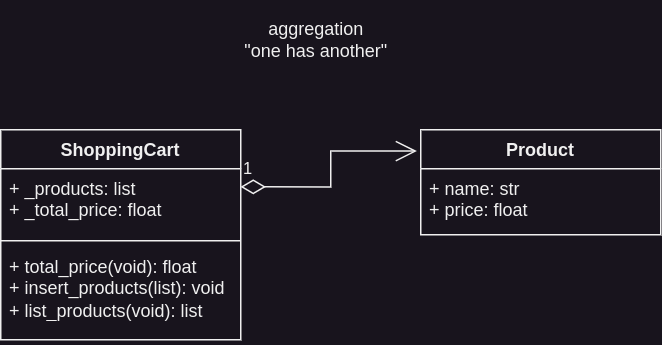 aggregation
"one has another"
ShoppingCart
+ _products: list
+ _total_price: float
+ total_price(void): float
+ insert_products(list): void
+ list_products(void): list
1
Product
+ name: str
+ price: float